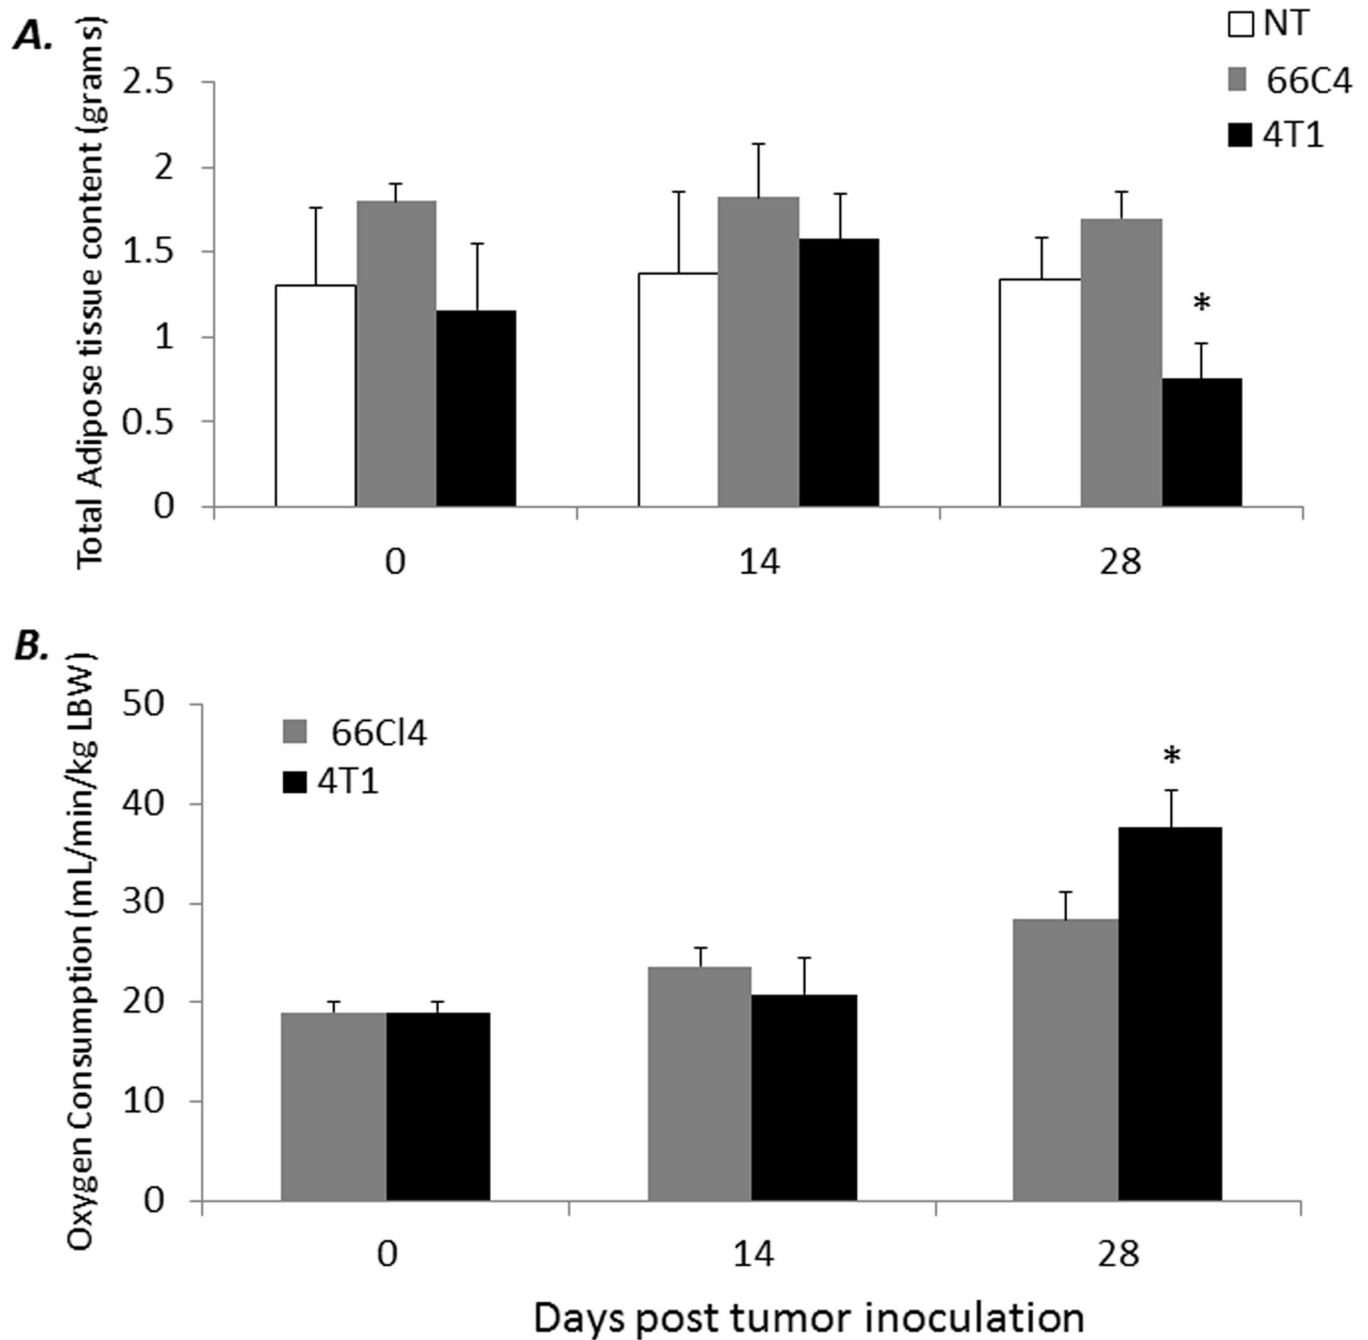 A.
Total Adipose tissue content (grams)
NT
66C4
4T1
2.5
2
1.5
1
0.5
0
*
0 14 28
B.
Oxygen Consumption (mL/min/kg LBW)
50
40
30
20
10
0
66Cl4
4T1
*
0 14 28
Days post tumor inoculation